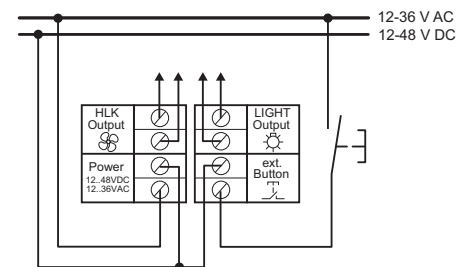 12-36 V AC
12-48 V DC
HLK
Output
LIGHT
Output
Power
12..48VDC
12..36VAC
ext.
Button